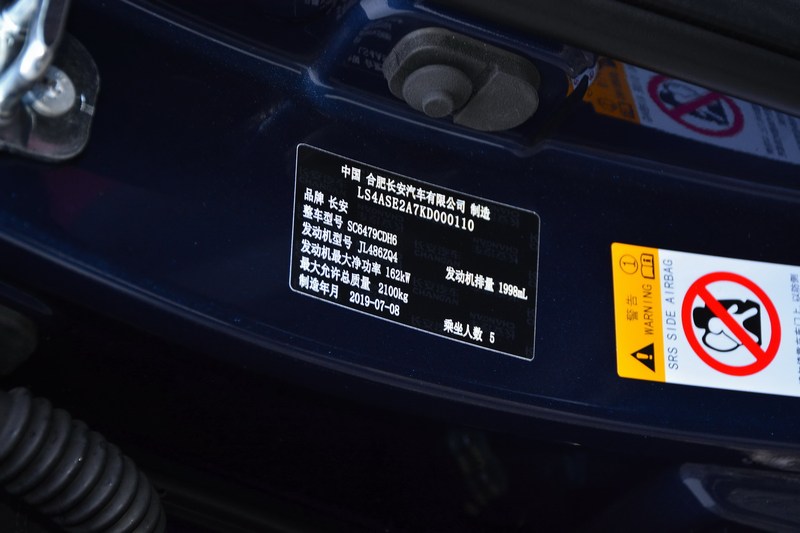 中国 合肥长安汽车有限公司 制造
LS4ASE2A7KD000110
品牌 长安
整车型号 SC6479CDH6
发动机型号 JL486ZQ4
发动机最大净功率 162kW 发动机排量 1998mL
最大允许总质量 2100kg
制造年月 2019-07-08 乘坐人数 5
警告
WARNING
SRS SIDE AIRBAG